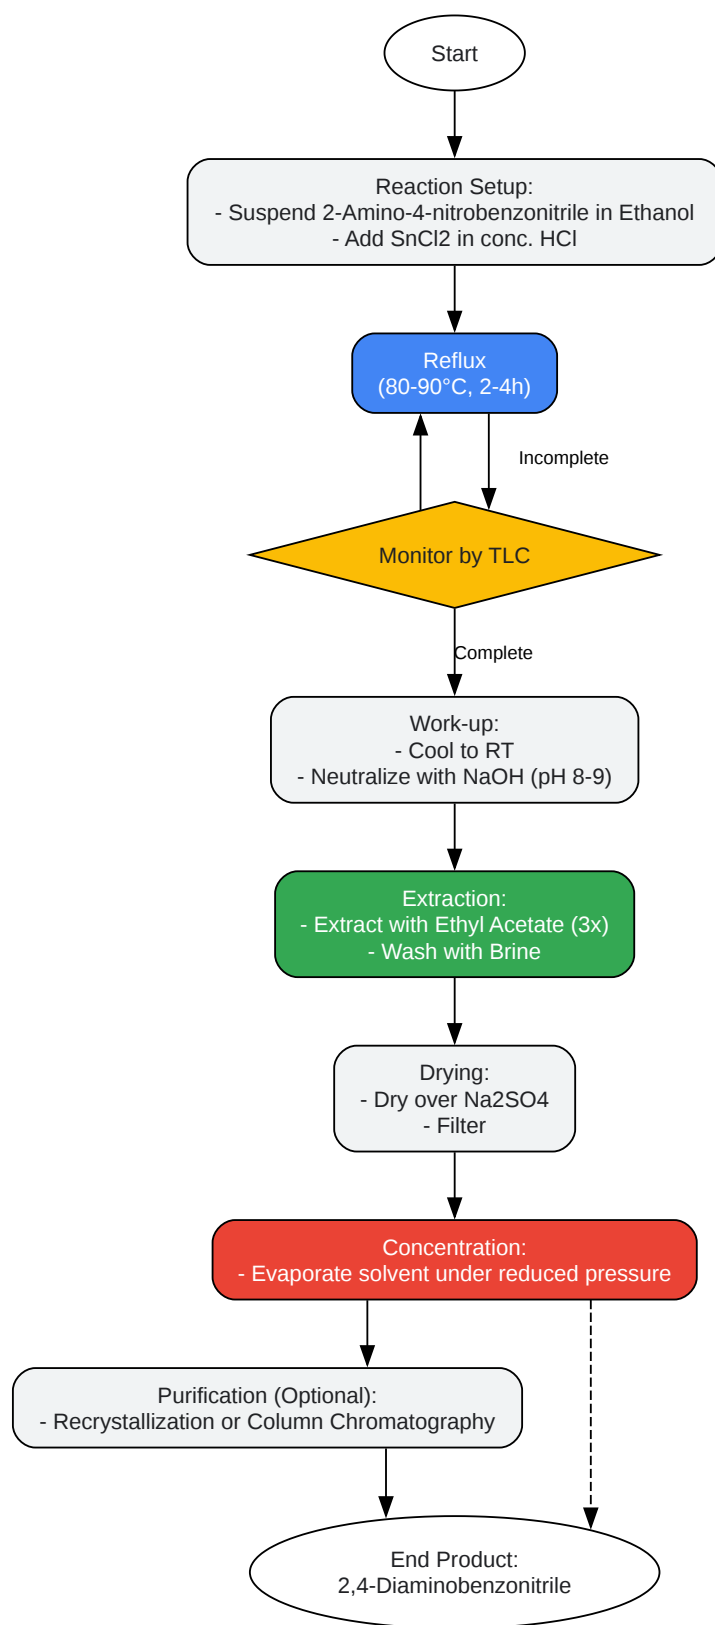 Start
Reaction Setup:
- Suspend 2-Amino-4-nitrobenzonitrile in Ethanol
- Add SnCl2 in conc. HCl
Reflux
(80-90°C, 2-4h)
Incomplete
Monitor by TLC
Complete
Work-up:
- Cool to RT
- Neutralize with NaOH (pH 8-9)
Extraction:
- Extract with Ethyl Acetate (3x)
- Wash with Brine
Drying:
- Dry over Na2SO4
- Filter
Concentration:
- Evaporate solvent under reduced pressure
Purification (Optional):
- Recrystallization or Column Chromatography
End Product:
2,4-Diaminobenzonitrile